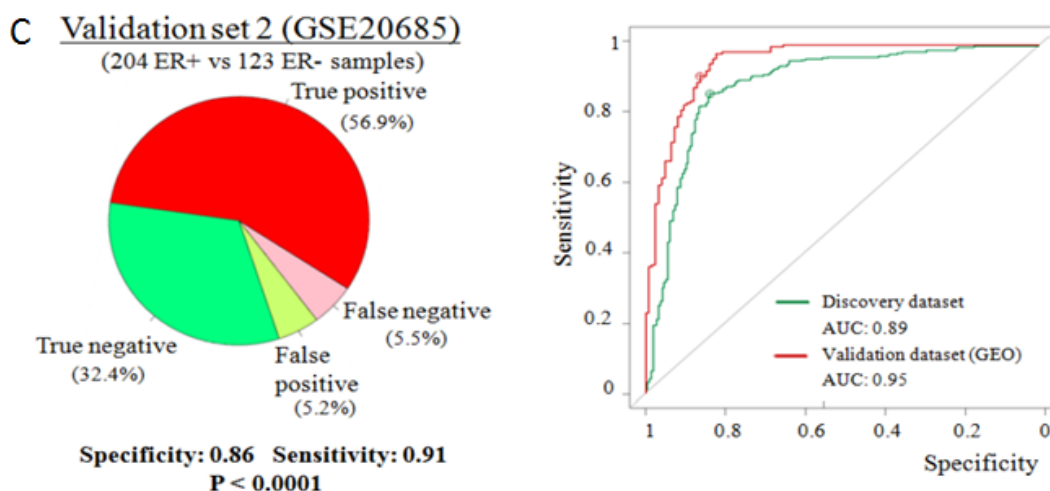 C Validation set 2 (GSE20685)
(204 ER+ vs 123 ER- samples)
True positive
(56.9%)
False negative
(5.5%)
True negative
(32.4%)
False
positive
(5.2%)
Specificity: 0.86 Sensitivity: 0.91
P < 0.0001
Sensitivity
1
0.8
0.6
0.4
0.2
0
Discovery dataset
AUC: 0.89
Validation dataset (GEO)
AUC: 0.95
1 0.8 0.6 0.4 0.2 0
Specificity